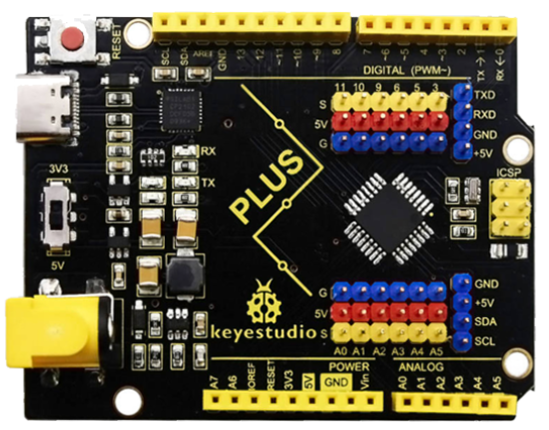 RESET
SCL
SDA
AREF
GND
13
12
~11
~10
~9
8
7
~6
~5
4
~3
2
TX→1
RX←0
DIGITAL (PWM~)
11 10 9 6 5 3
S
5V
G
TXD
RXD
GND
+5V
RX
TX
PLUS
ICSP
3V3
5V
keyestudio
G
5V
S
A0 A1 A2 A3 A4 A5
GND
+5V
SDA
SCL
POWER
ANALOG
A7
A6
IOREF
RESET
3V3
5V
GND
Vin
A0
A1
A2
A3
A4
A5